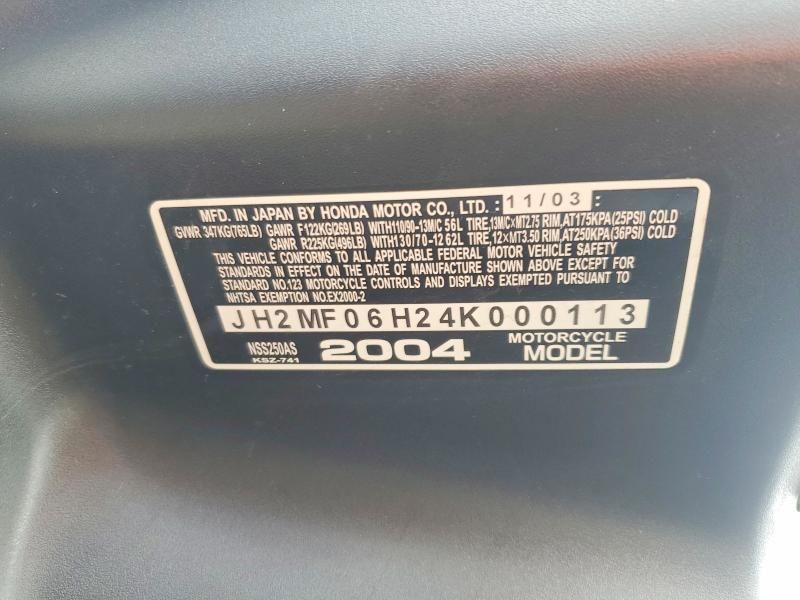 MFD. IN JAPAN BY HONDA MOTOR CO., LTD. : 11/03 :
GVWR 347KG(765LB) GAWR F122KG(269LB) WITH110/90-13M/C 56L TIRE,13M/C×MT2.75 RIM,AT175KPA(25PSI) COLD
GAWR R225KG(496LB) WITH130/70-12 62L TIRE, 12×MT3.50 RIM,AT250KPA(36PSI) COLD
THIS VEHICLE CONFORMS TO ALL APPLICABLE FEDERAL MOTOR VEHICLE SAFETY
STANDARDS IN EFFECT ON THE DATE OF MANUFACTURE SHOWN ABOVE EXCEPT FOR
STANDARD NO.123 MOTORCYCLE CONTROLS AND DISPLAYS EXEMPTED PURSUANT TO
NHTSA EXEMPTION NO.EX2000-2
JH2MF06H24K000113
NSS250AS 2004 MOTORCYCLE
KSZ-741 MODEL